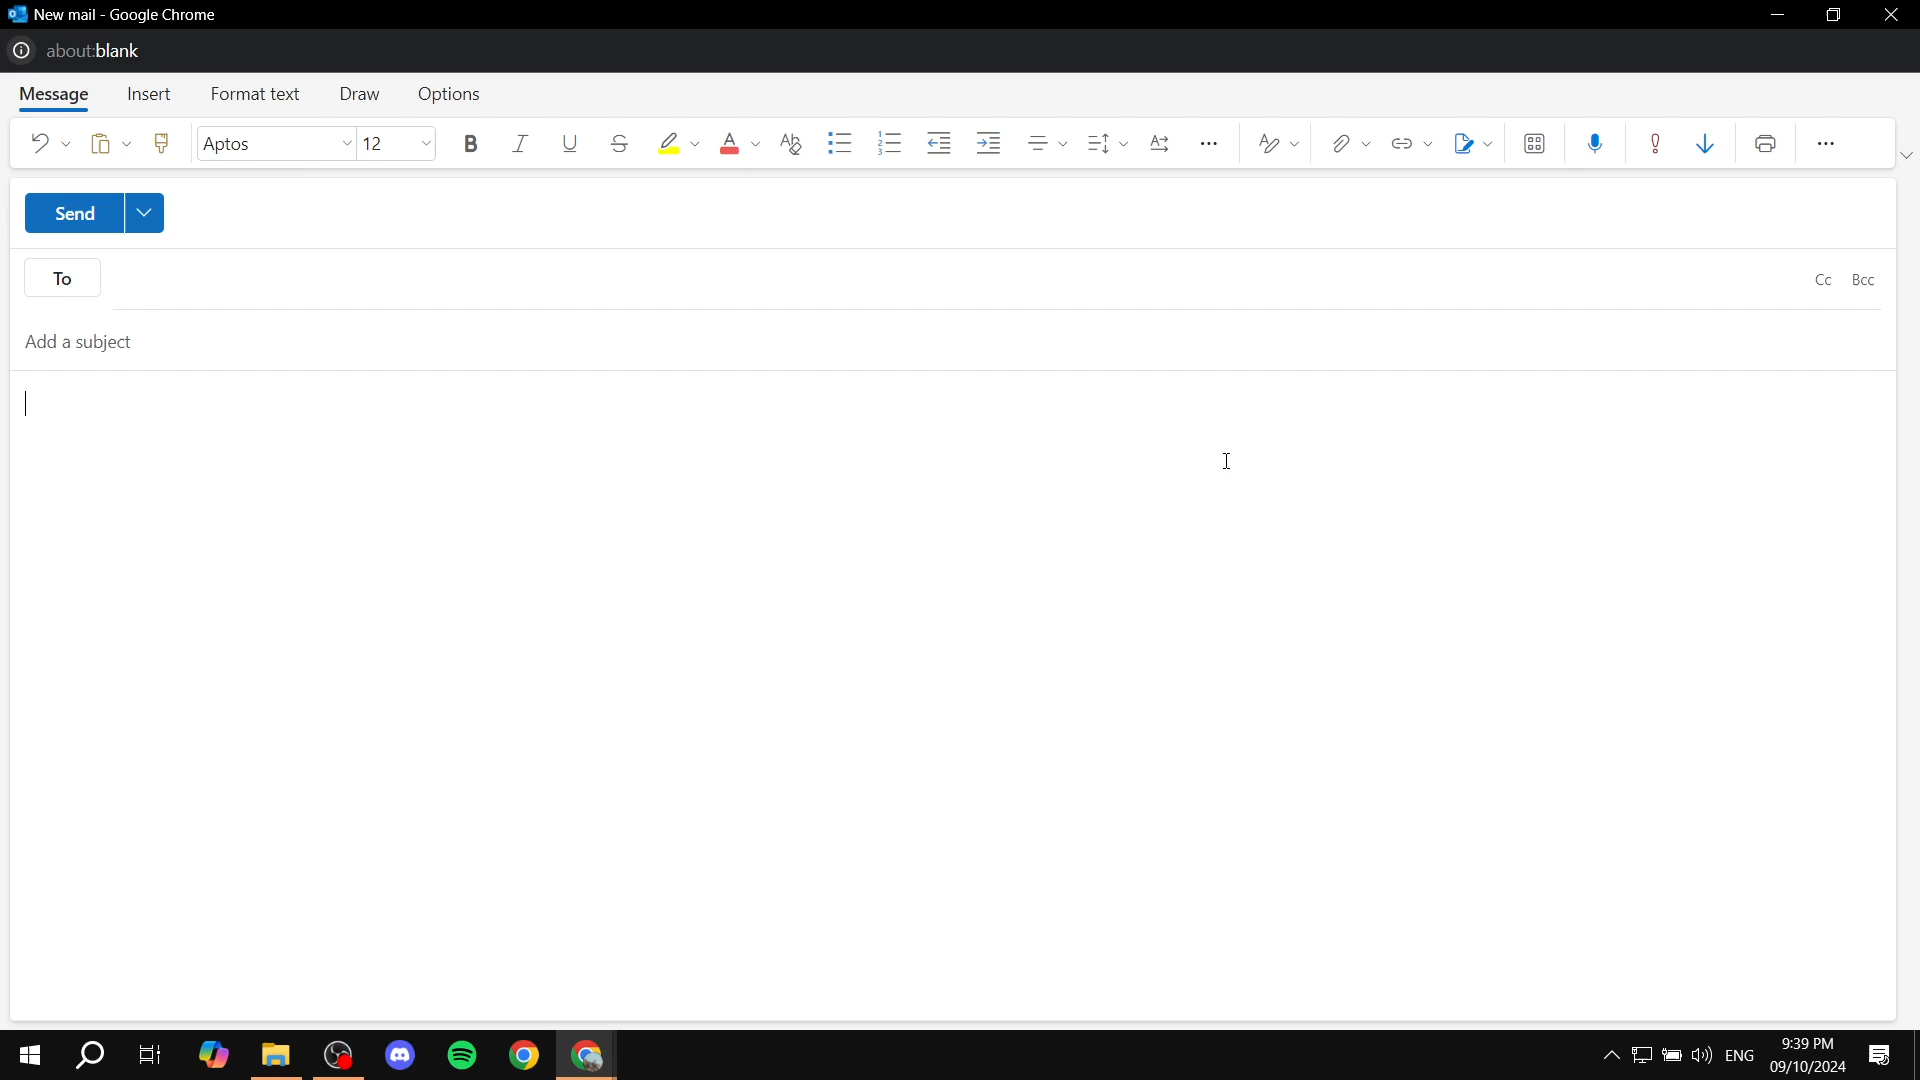 New mail - Google Chrome
about:blank
Message Insert Format text Draw Options
Aptos 12
Send
To Cc Bcc
Add a subject
ENG 9:39 PM
09/10/2024